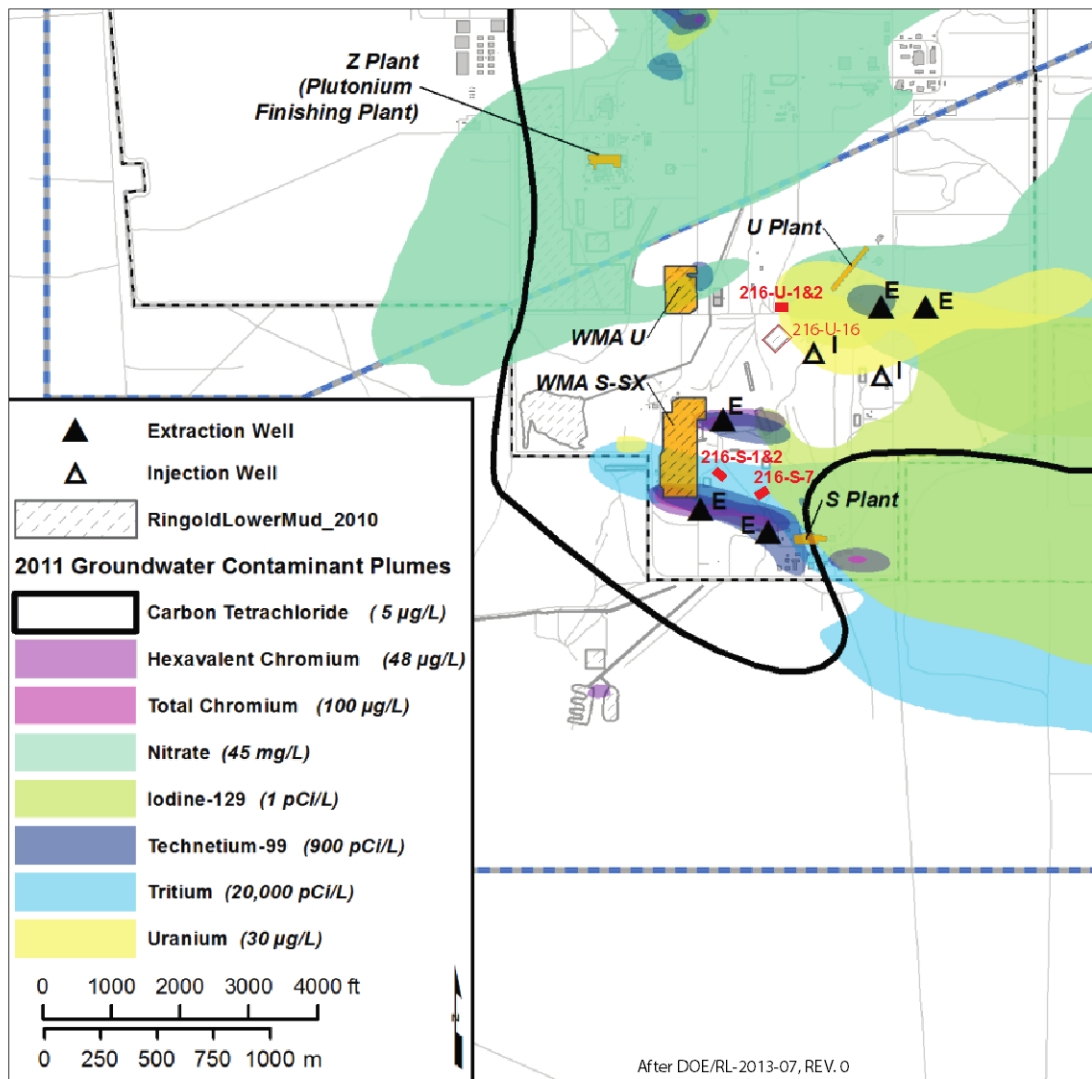 Z Plant
(Plutonium
Finishing Plant)
U Plant
216-U-1&2
E
E
216-U-16
I
I
WMA U
WMA S-SX
E
216-S-1&2
216-S-7
E
E
S Plant
Extraction Well
Injection Well
RingoldLowerMud_2010
2011 Groundwater Contaminant Plumes
Carbon Tetrachloride (5 µg/L)
Hexavalent Chromium (48 µg/L)
Total Chromium (100 µg/L)
Nitrate (45 mg/L)
Iodine-129 (1 pCi/L)
Technetium-99 (900 pCi/L)
Tritium (20,000 pCi/L)
Uranium (30 µg/L)
0 1000 2000 3000 4000 ft
0 250 500 750 1000 m
After DOE/RL-2013-07, REV. 0